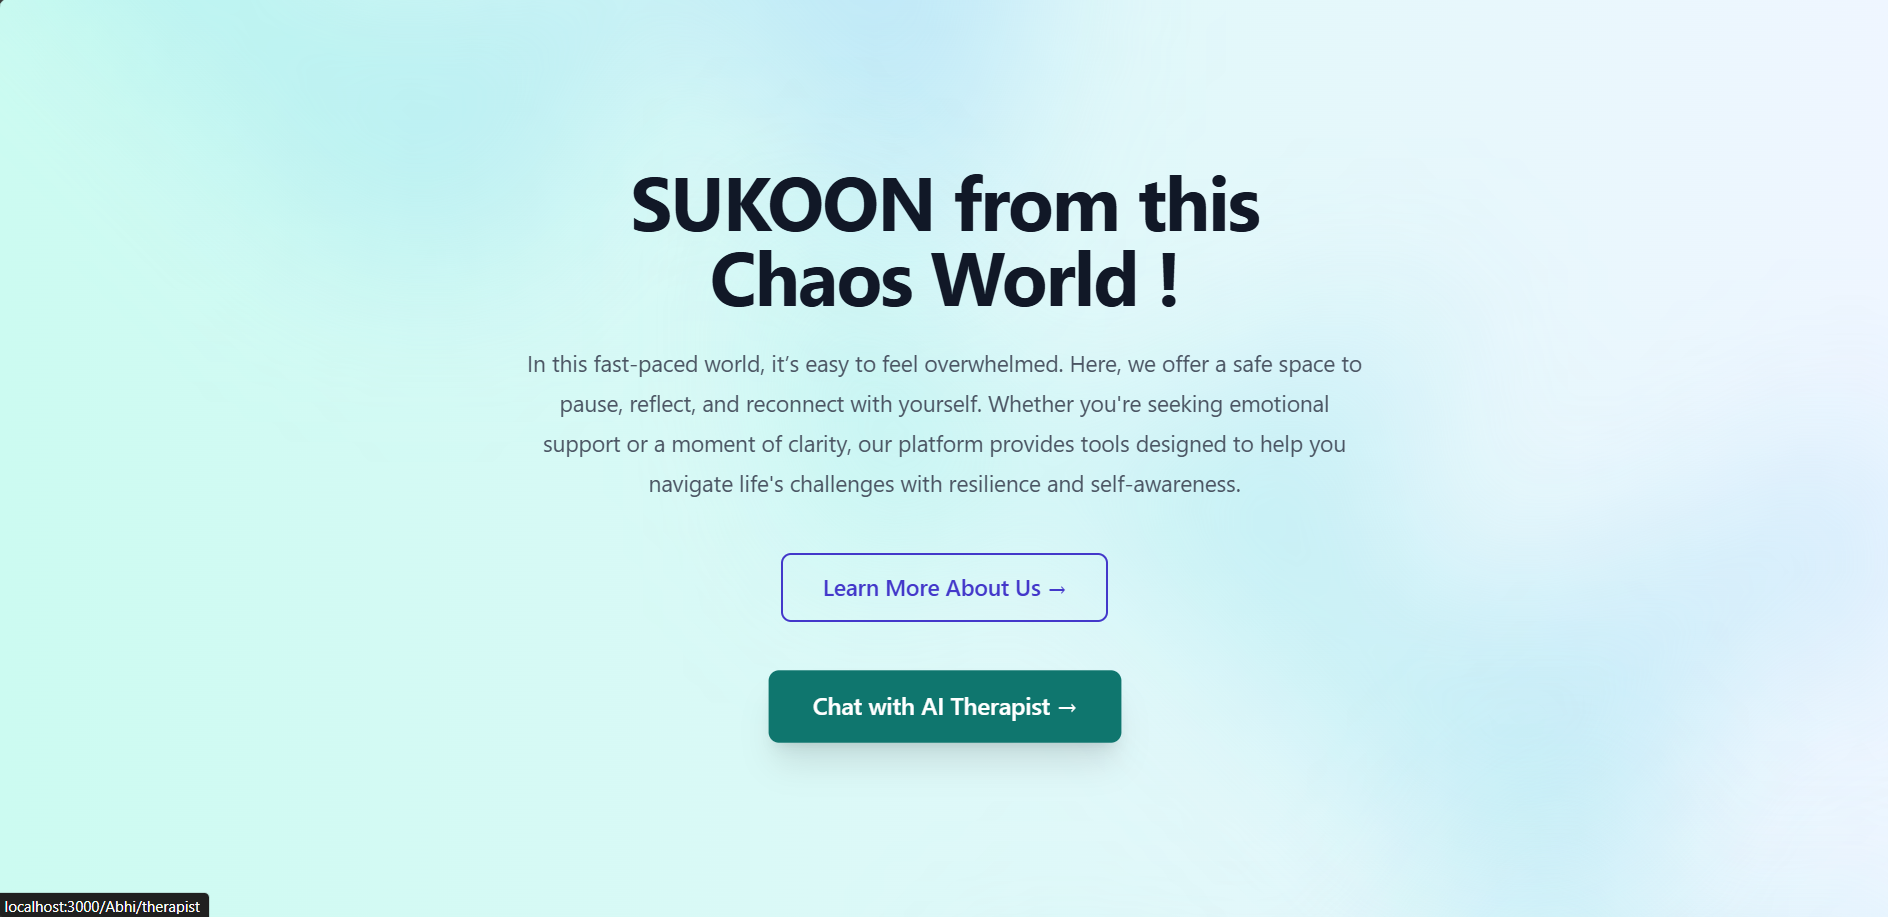 SUKOON from this
Chaos World !
In this fast-paced world, it’s easy to feel overwhelmed. Here, we offer a safe space to
pause, reflect, and reconnect with yourself. Whether you're seeking emotional
support or a moment of clarity, our platform provides tools designed to help you
navigate life's challenges with resilience and self-awareness.
Learn More About Us →
Chat with AI Therapist →
localhost:3000/Abhi/therapist